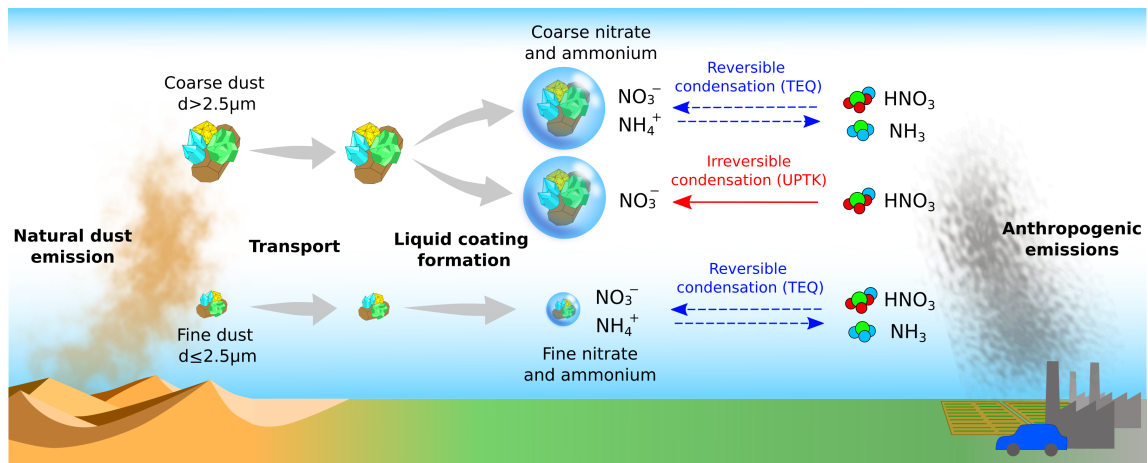 Coarse nitrate
and ammonium
Coarse dust
d>2.5μm
NO₃⁻
NH₄⁺
Reversible
condensation (TEQ)
HNO₃
NH₃
NO₃⁻
Irreversible
condensation (UPTK)
HNO₃
Natural dust
emission
Transport
Liquid coating
formation
Anthropogenic
emissions
Fine dust
d≤2.5μm
NO₃⁻
NH₄⁺
Reversible
condensation (TEQ)
HNO₃
NH₃
Fine nitrate
and ammonium